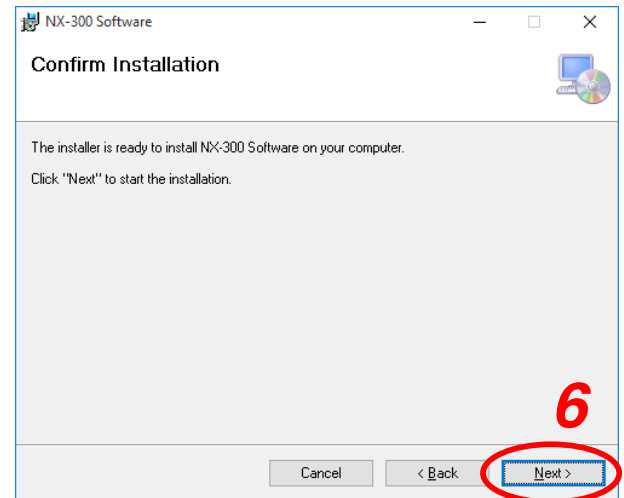 NX-300 Software
Confirm Installation
The installer is ready to install NX-300 Software on your computer.
Click "Next" to start the installation.
6
Cancel
< Back
Next >